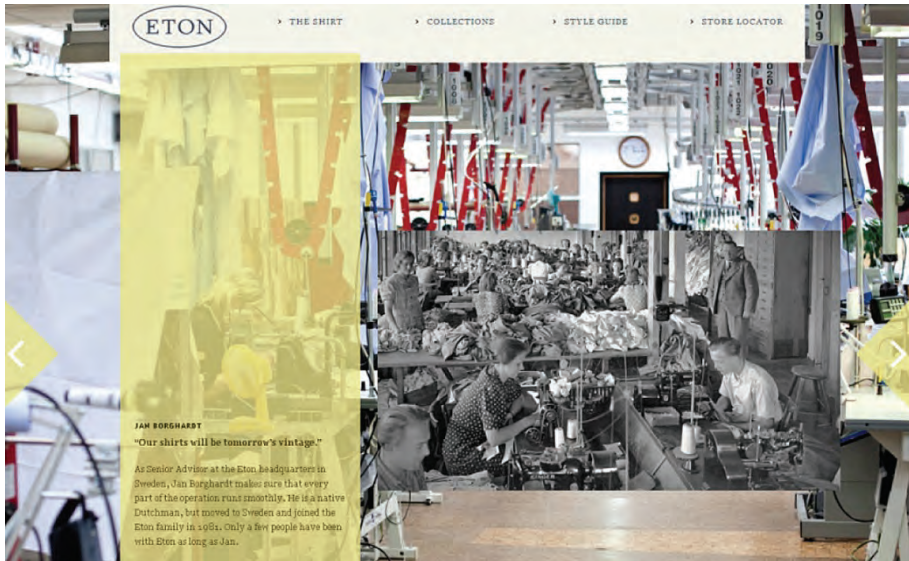 ETON
THE SHIRT
COLLECTIONS
STYLE GUIDE
STORE LOCATOR
1019
1020
JAN BORGHARDT
“Our shirts will be tomorrow’s vintage.”
As Senior Advisor at the Eton headquarters in
Sweden, Jan Borghardt makes sure that every
part of the operation runs smoothly. He is a native
Dutchman, but moved to Sweden and joined the
Eton family in 1981. Only a few people have been
with Eton as long as Jan.
SINGER